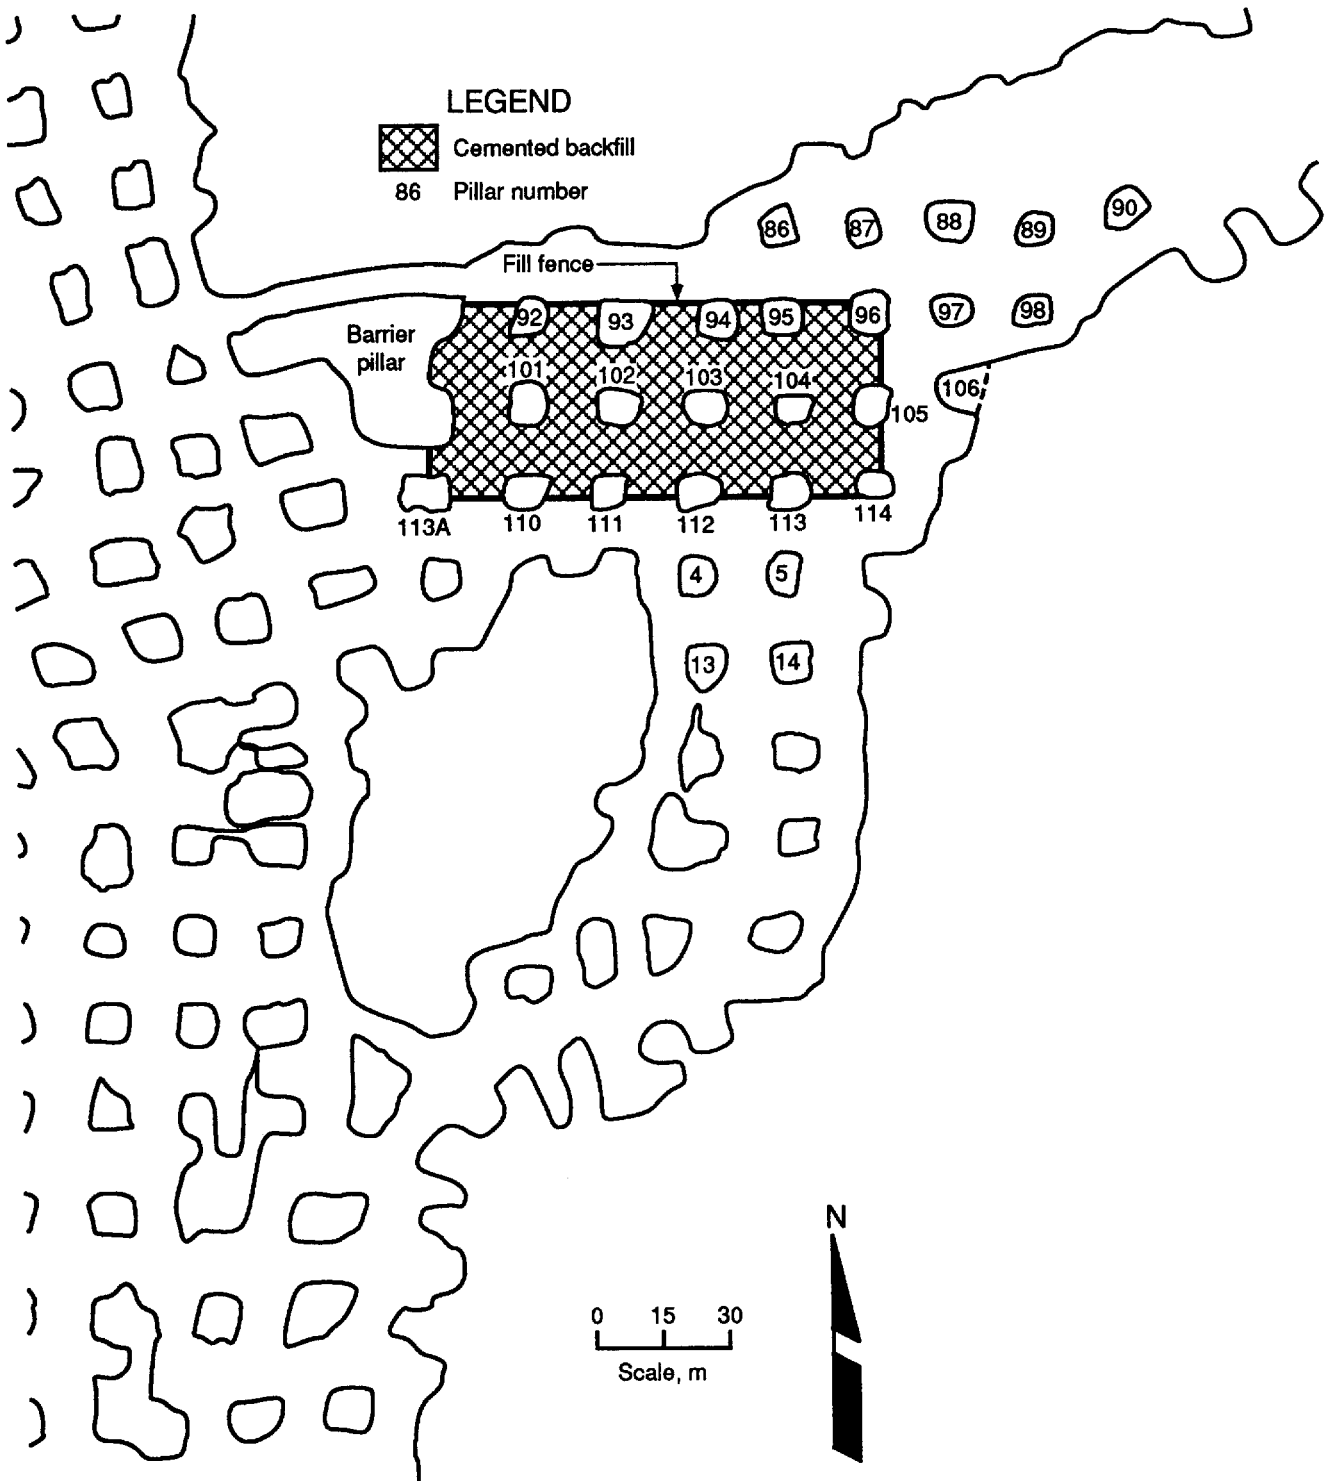 LEGEND
Cemented backfill
86 Pillar number
86 87 88 89 90
Fill fence
92 93 94 95 96 97 98
Barrier
pillar
101 102 103 104
105 106
113A 110 111 112 113 114
4 5
13 14
N
0 15 30
Scale, m